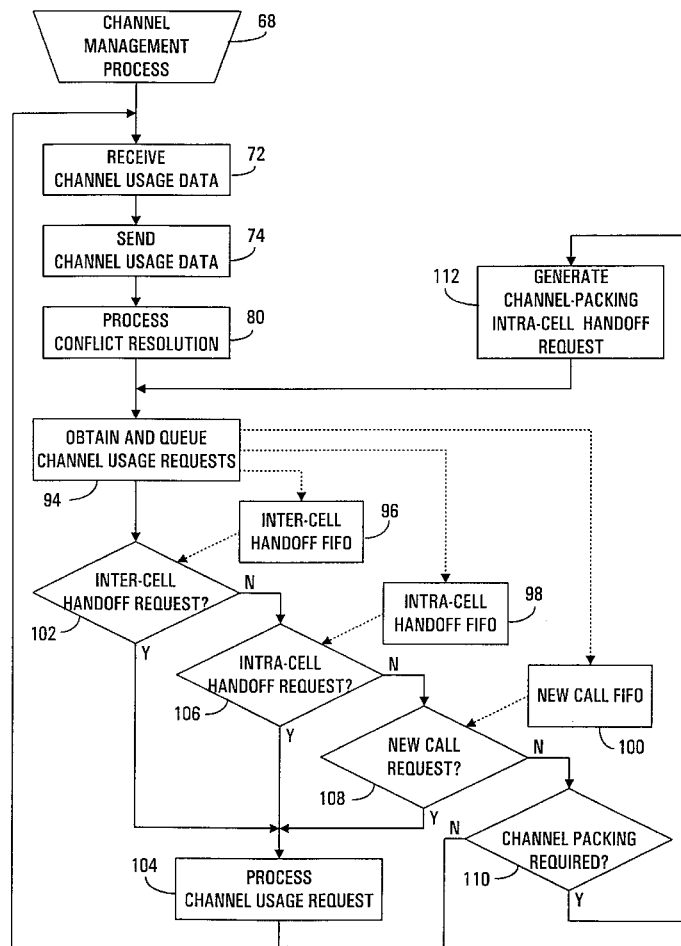 CHANNEL
MANAGEMENT
PROCESS
68
RECEIVE
CHANNEL USAGE DATA
72
SEND
CHANNEL USAGE DATA
74
PROCESS
CONFLICT RESOLUTION
80
112
GENERATE
CHANNEL-PACKING
INTRA-CELL HANDOFF
REQUEST
OBTAIN AND QUEUE
CHANNEL USAGE REQUESTS
94
INTER-CELL
HANDOFF FIFO
96
INTER-CELL
HANDOFF REQUEST?
N
102
Y
INTRA-CELL
HANDOFF FIFO
98
INTRA-CELL
HANDOFF REQUEST?
N
106
Y
NEW CALL FIFO
100
NEW CALL
REQUEST?
N
108
Y
N
CHANNEL PACKING
REQUIRED?
110
Y
104
PROCESS
CHANNEL USAGE REQUEST